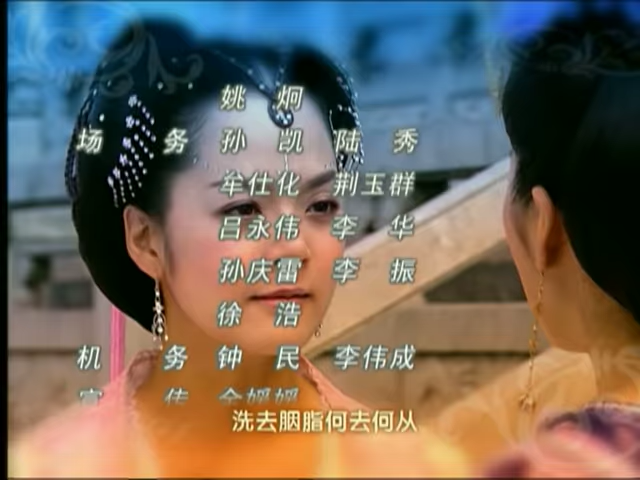 姚 炯
场 务 孙 凯 陆 秀
牟仕化 荆玉群
吕永伟 李 华
孙庆雷 李 振
徐 浩
机 务 钟 民 李伟成
宣 传
洗去胭脂何去何从